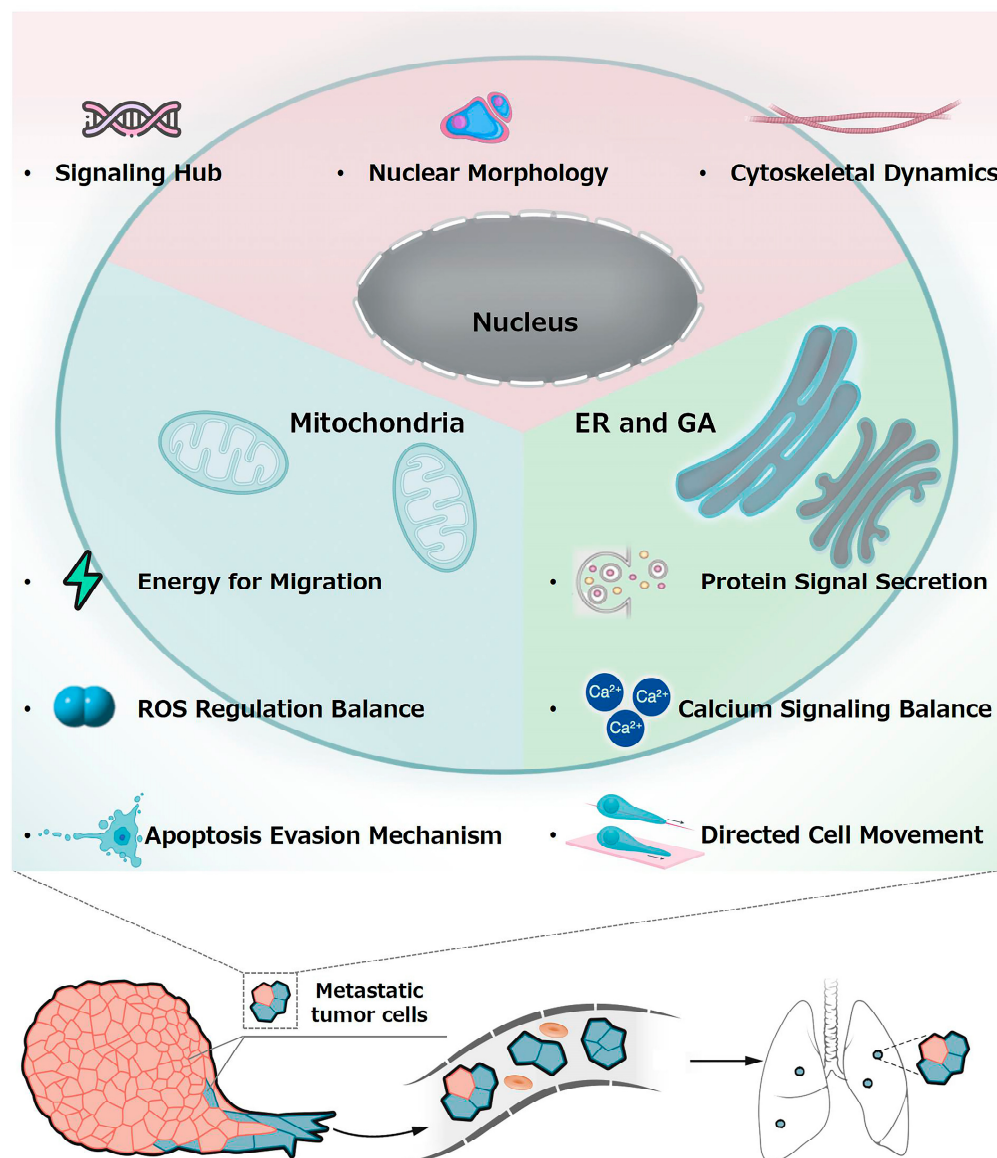 • Signaling Hub
• Nuclear Morphology
• Cytoskeletal Dynamics
Nucleus
Mitochondria
ER and GA
• Energy for Migration
• Protein Signal Secretion
• ROS Regulation Balance
Ca²⁺
Ca²⁺
Ca²⁺
• Calcium Signaling Balance
• Apoptosis Evasion Mechanism
• Directed Cell Movement
Metastatic
tumor cells